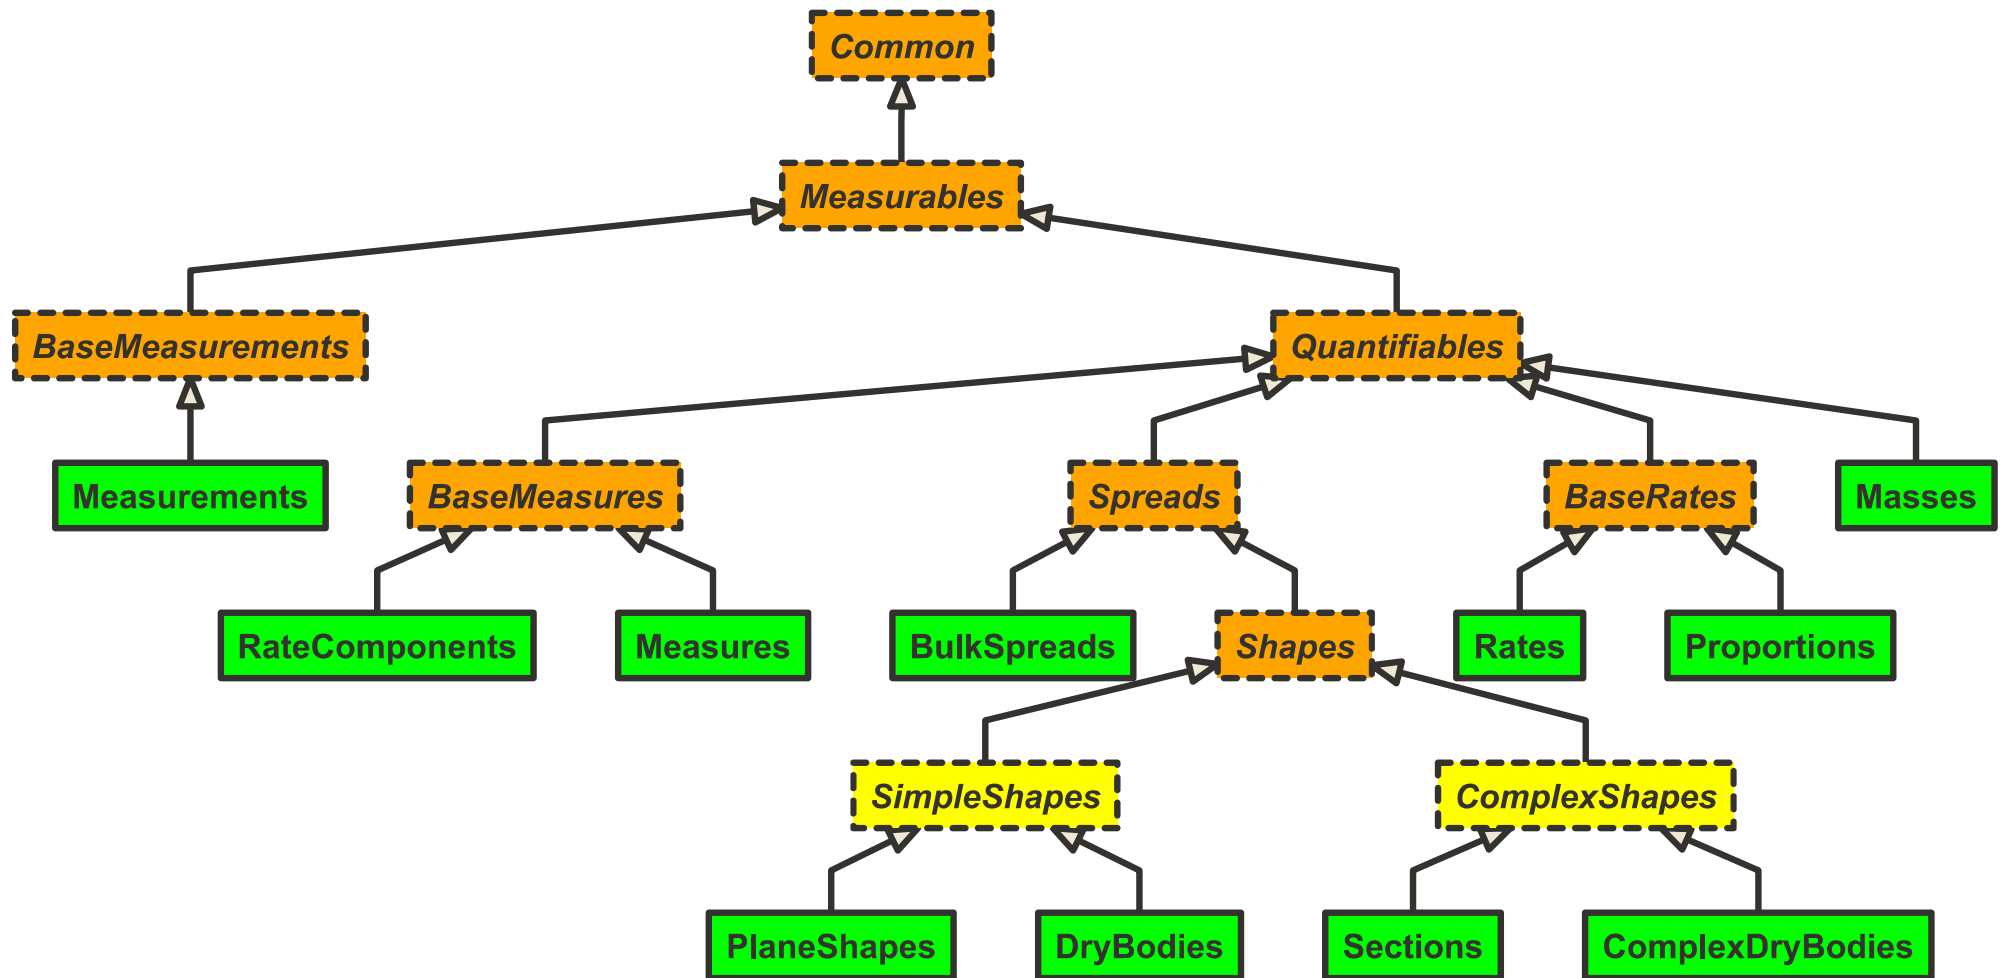 Common
Measurables
BaseMeasurements
Quantifiables
Measurements
BaseMeasures
Spreads
BaseRates
Masses
RateComponents
Measures
BulkSpreads
Shapes
Rates
Proportions
SimpleShapes
ComplexShapes
PlaneShapes
DryBodies
Sections
ComplexDryBodies